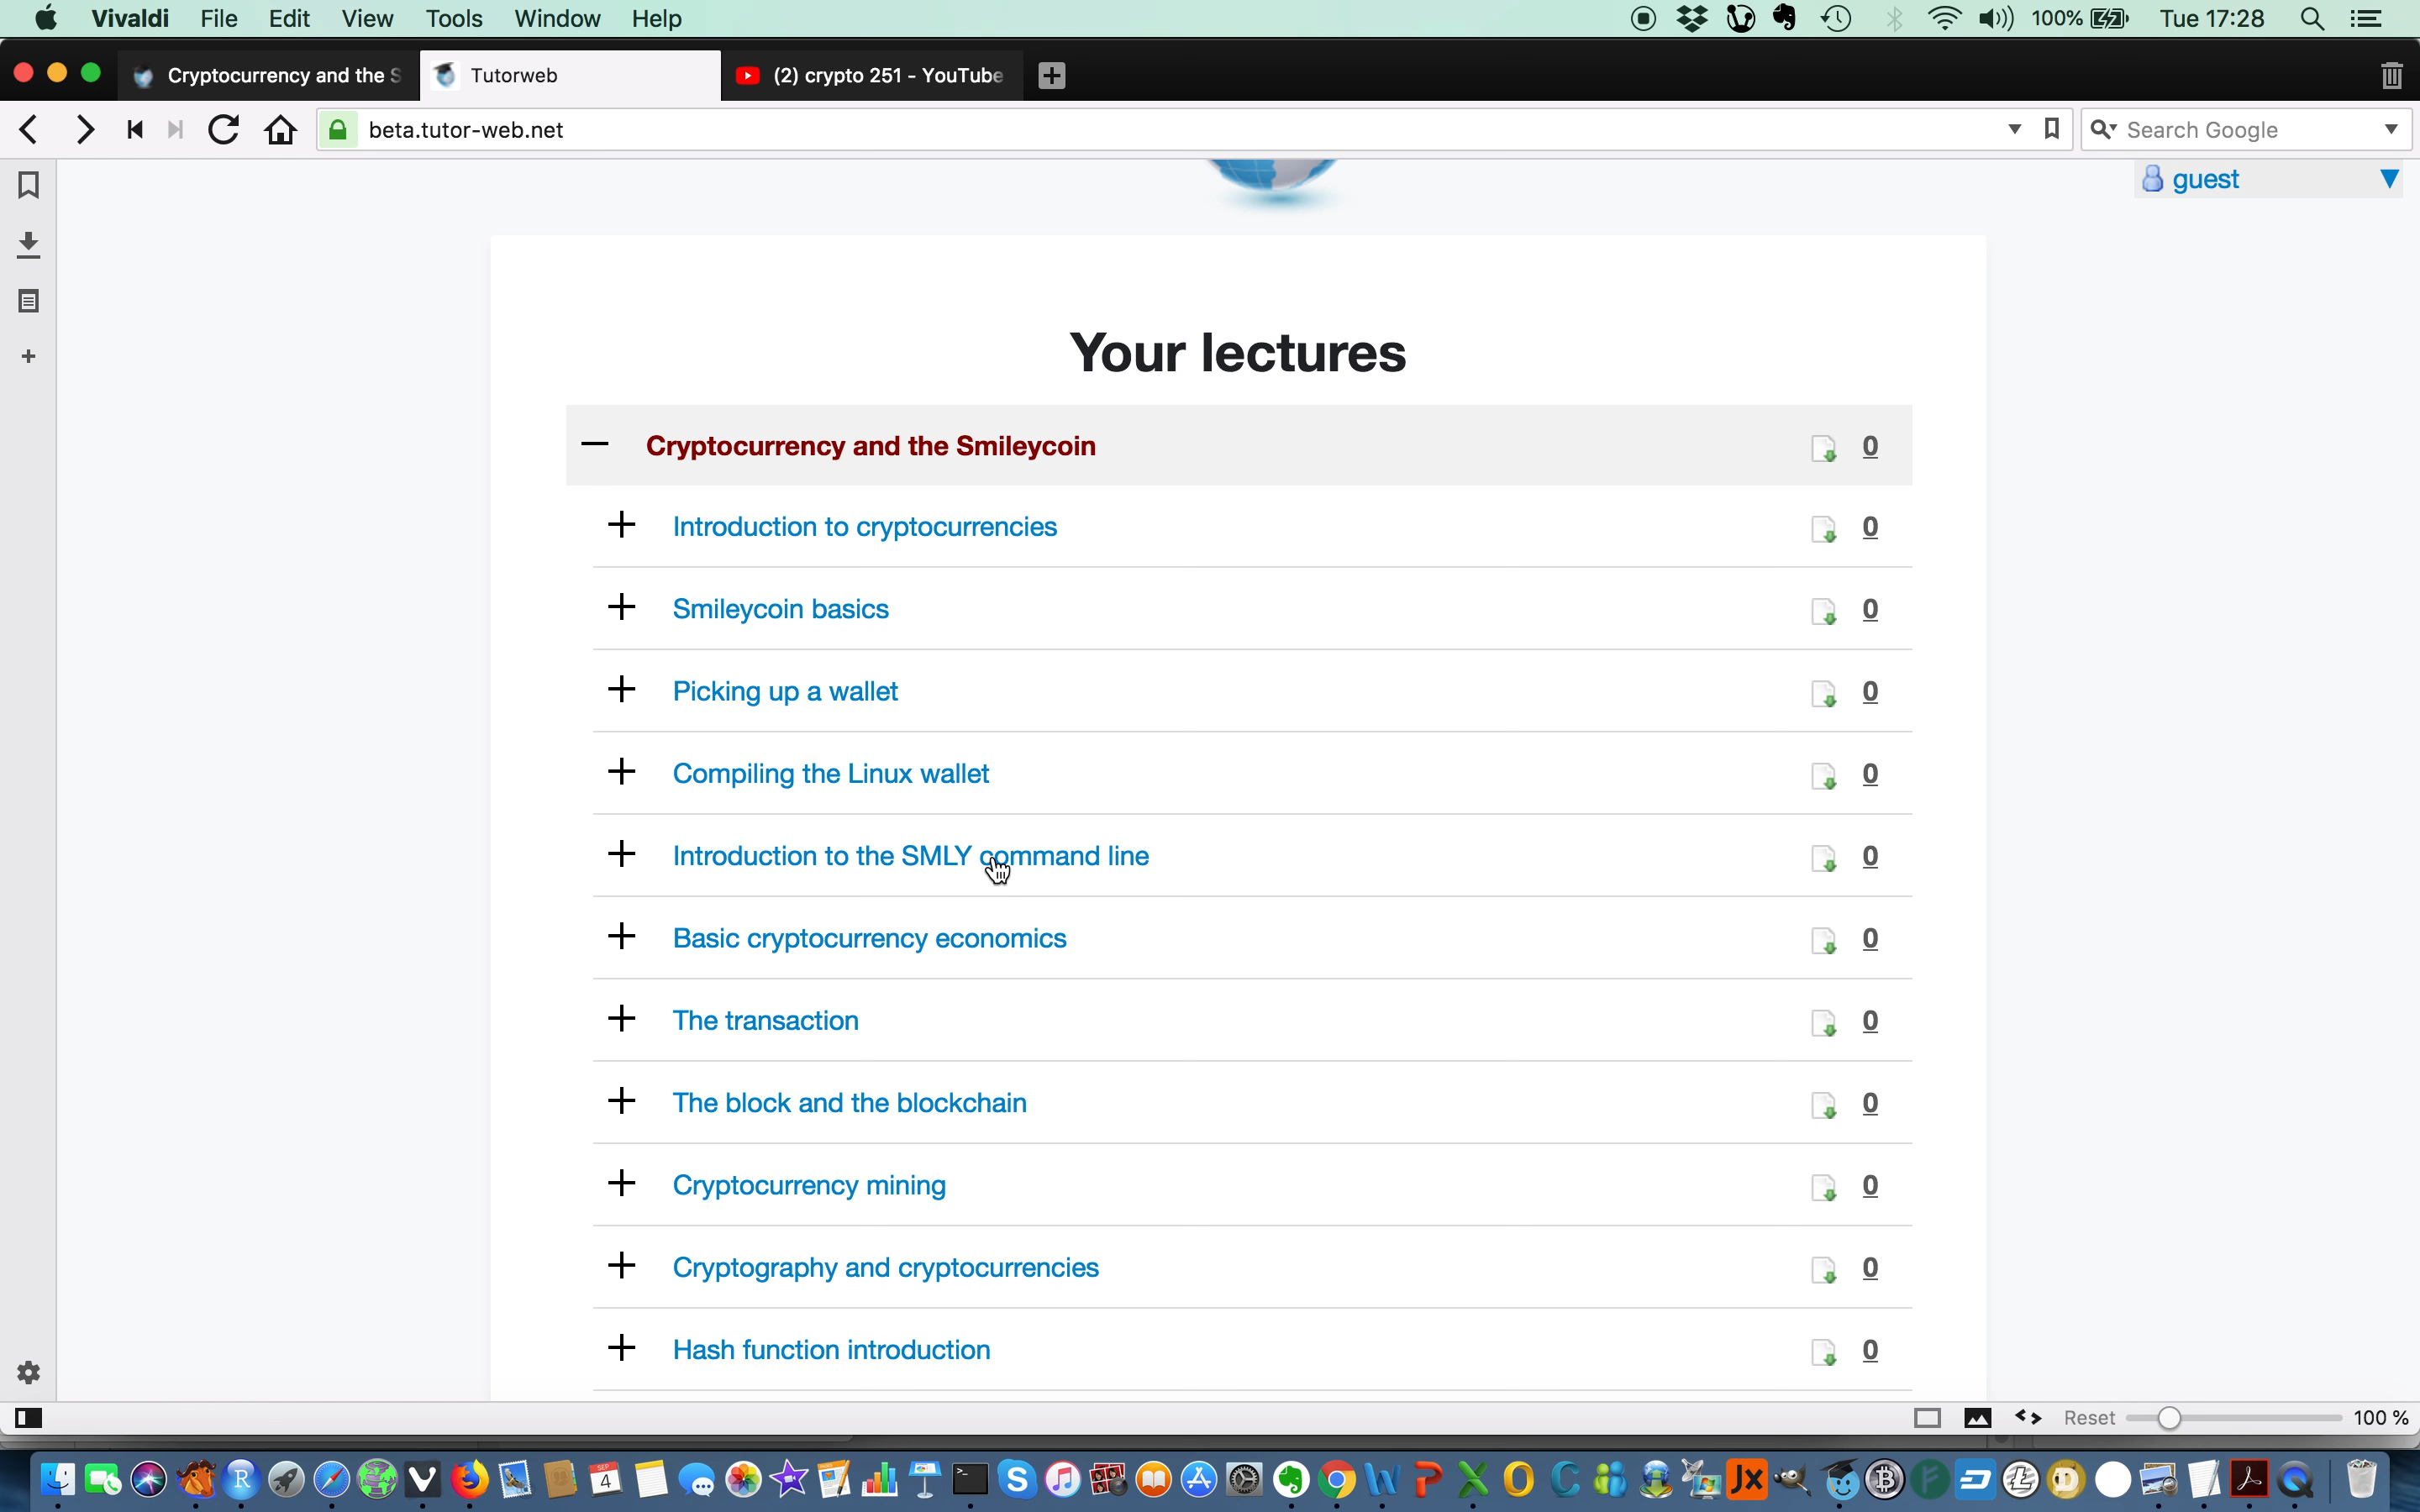 Vivaldi File Edit View Tools Window Help 100% Tue 17:28
Cryptocurrency and the S Tutorweb (2) crypto 251 - YouTube
beta.tutor-web.net Search Google
guest
Your lectures
Cryptocurrency and the Smileycoin 0
Introduction to cryptocurrencies 0
Smileycoin basics 0
Picking up a wallet 0
Compiling the Linux wallet 0
Introduction to the SMLY command line 0
Basic cryptocurrency economics 0
The transaction 0
The block and the blockchain 0
Cryptocurrency mining 0
Cryptography and cryptocurrencies 0
Hash function introduction 0
Reset 100 %
SEP
4